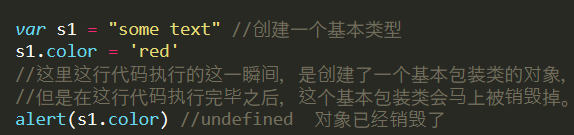 var s1 = "some text" //创建一个基本类型
s1.color = 'red'
//这里这行代码执行的这一瞬间，是创建了一个基本包装类的对象，
//但是在这行代码执行完毕之后，这个基本包装类会马上被销毁掉。
alert(s1.color) //undefined  对象已经销毁了